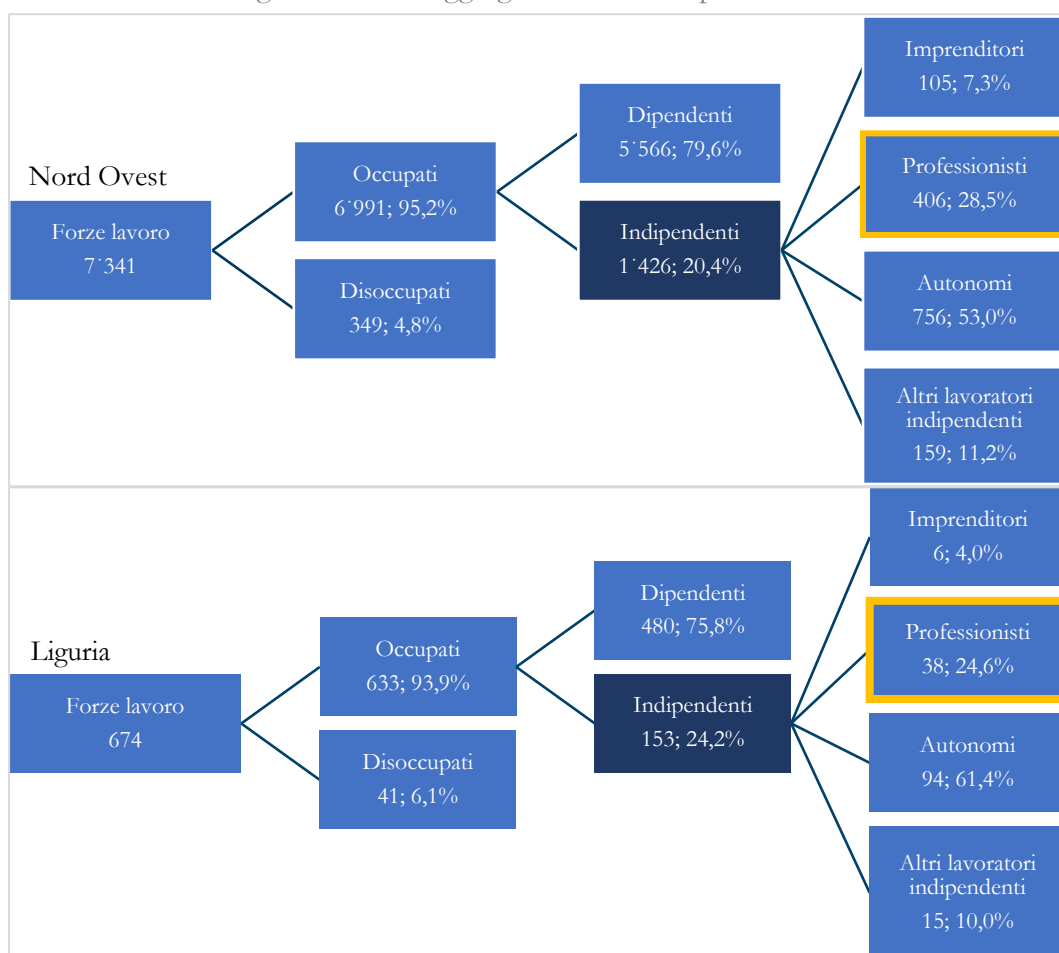 Nord Ovest
Forze lavoro
7˙341
Occupati
6˙991; 95,2%
Disoccupati
349; 4,8%
Dipendenti
5˙566; 79,6%
Indipendenti
1˙426; 20,4%
Imprenditori
105; 7,3%
Professionisti
406; 28,5%
Autonomi
756; 53,0%
Altri lavoratori
indipendenti
159; 11,2%
Liguria
Forze lavoro
674
Occupati
633; 93,9%
Disoccupati
41; 6,1%
Dipendenti
480; 75,8%
Indipendenti
153; 24,2%
Imprenditori
6; 4,0%
Professionisti
38; 24,6%
Autonomi
94; 61,4%
Altri lavoratori
indipendenti
15; 10,0%